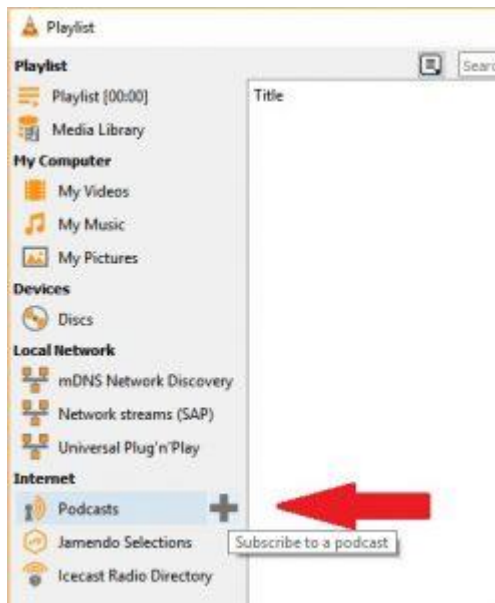 Playlist
Playlist
Playlist [00:00]
Title
Media Library
My Computer
My Videos
My Music
My Pictures
Devices
Discs
Local Network
mDNS Network Discovery
Network streams (SAP)
Universal Plug'n'Play
Internet
Podcasts
Jamendo Selections
Subscribe to a podcast
Icecast Radio Directory